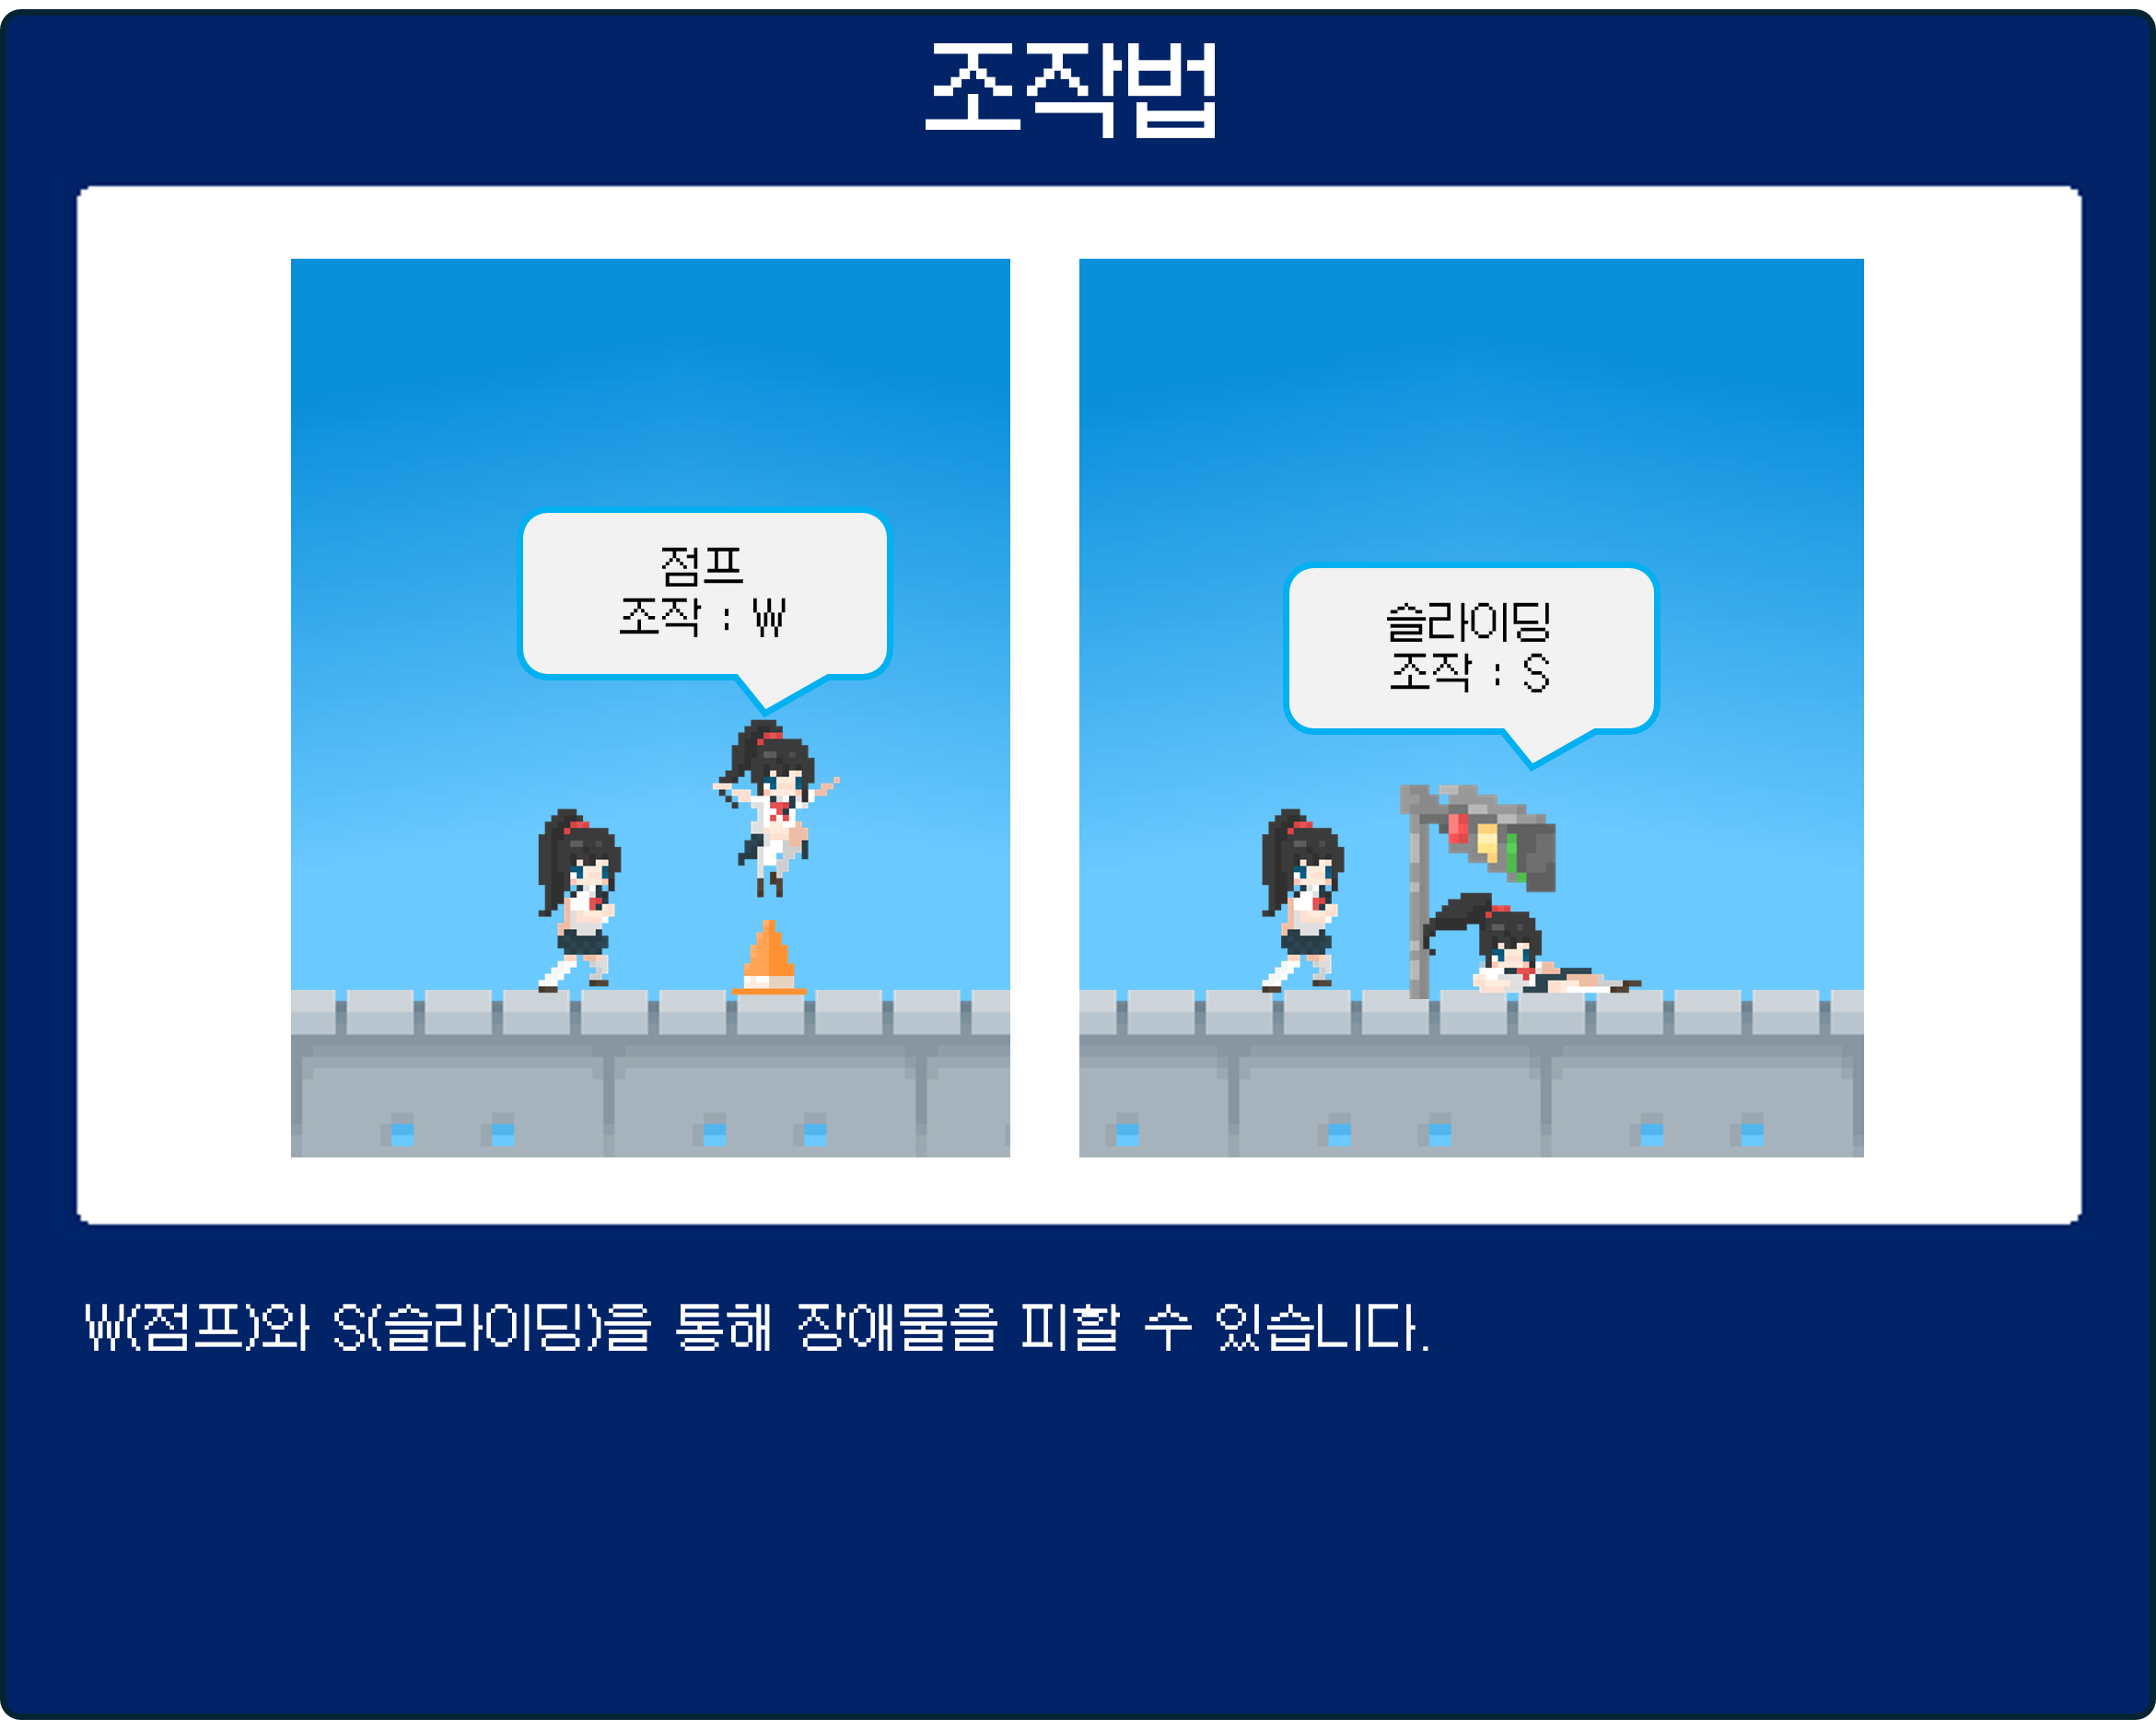 조작법
점프
조작 : W
슬라이딩
조작 : S
W(점프)와 S(슬라이딩)을 통해 장애물을 피할 수 있습니다.